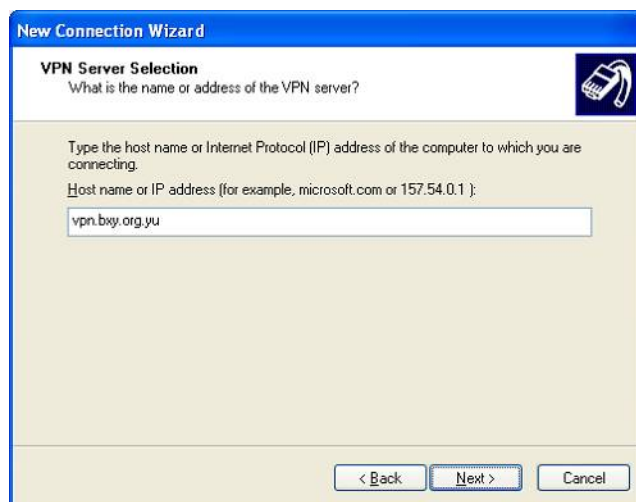 New Connection Wizard
VPN Server Selection
What is the name or address of the VPN server?
Type the host name or Internet Protocol (IP) address of the computer to which you are
connecting.
Host name or IP address (for example, microsoft.com or 157.54.0.1 ):
vpn.bxy.org.yu
< Back
Next >
Cancel